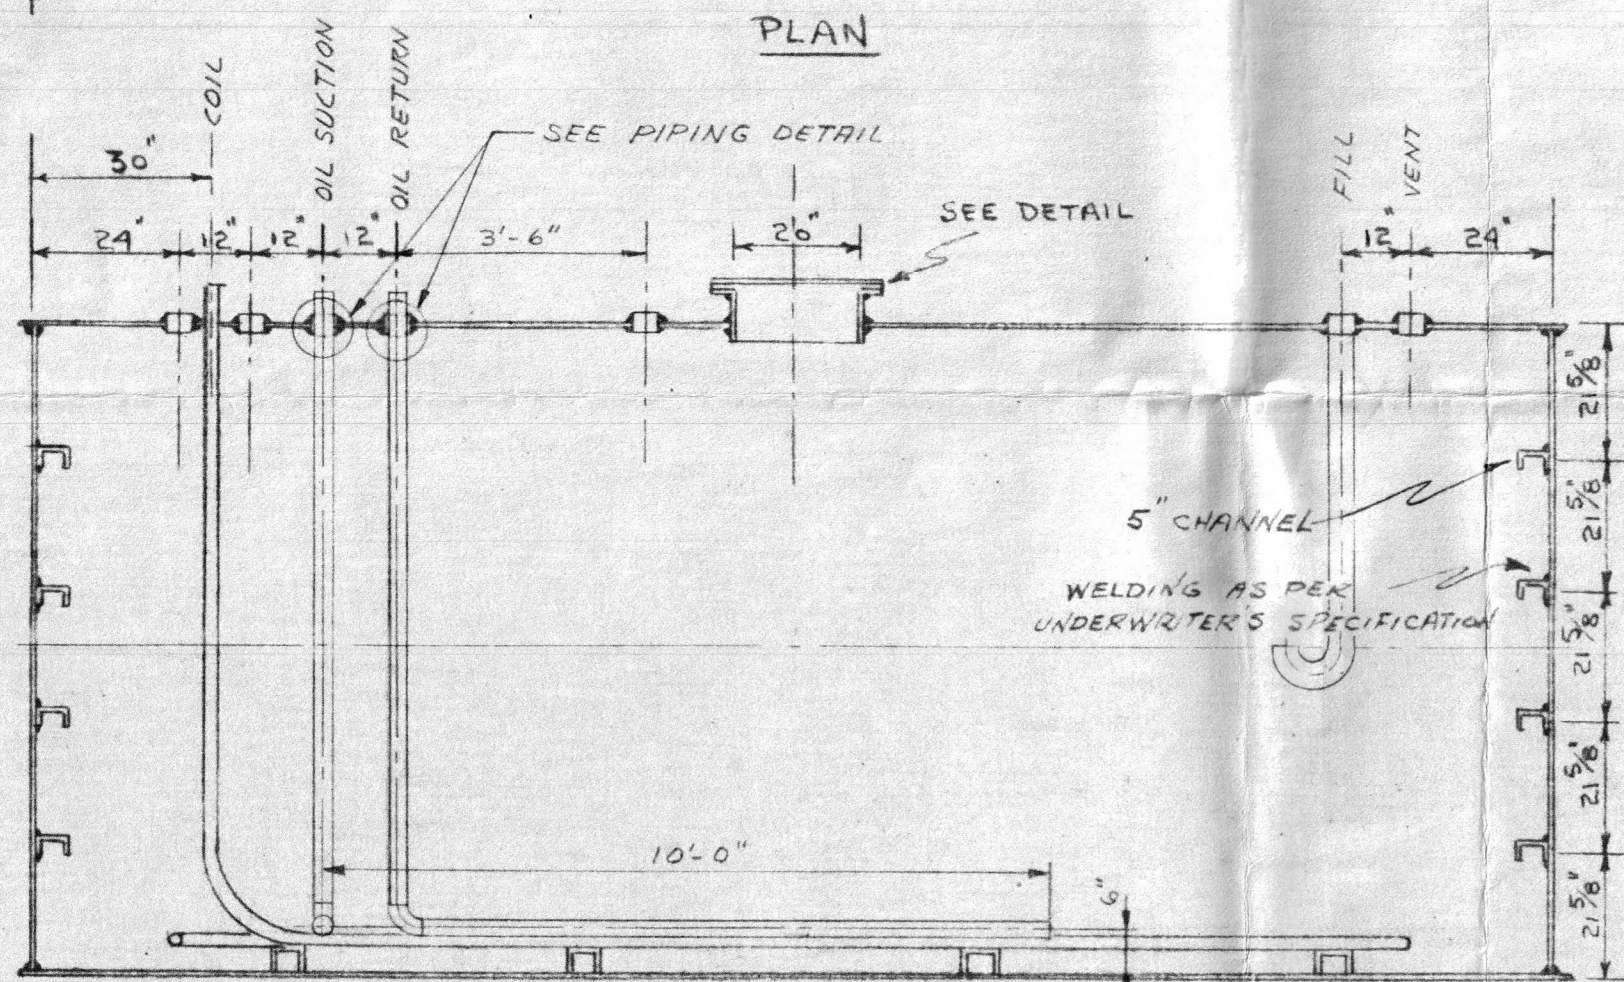 PLAN
COIL
OIL SUCTION
OIL RETURN
SEE PIPING DETAIL
FILL
VENT
30"
SEE DETAIL
24"
12"
12"
12"
3'-6"
26"
12"
24"
21 5/8"
5" CHANNEL
21 5/8"
WELDING AS PER
UNDERWRITER'S SPECIFICATION
21 5/8"
21 5/8"
10'-0"
6"
21 5/8"